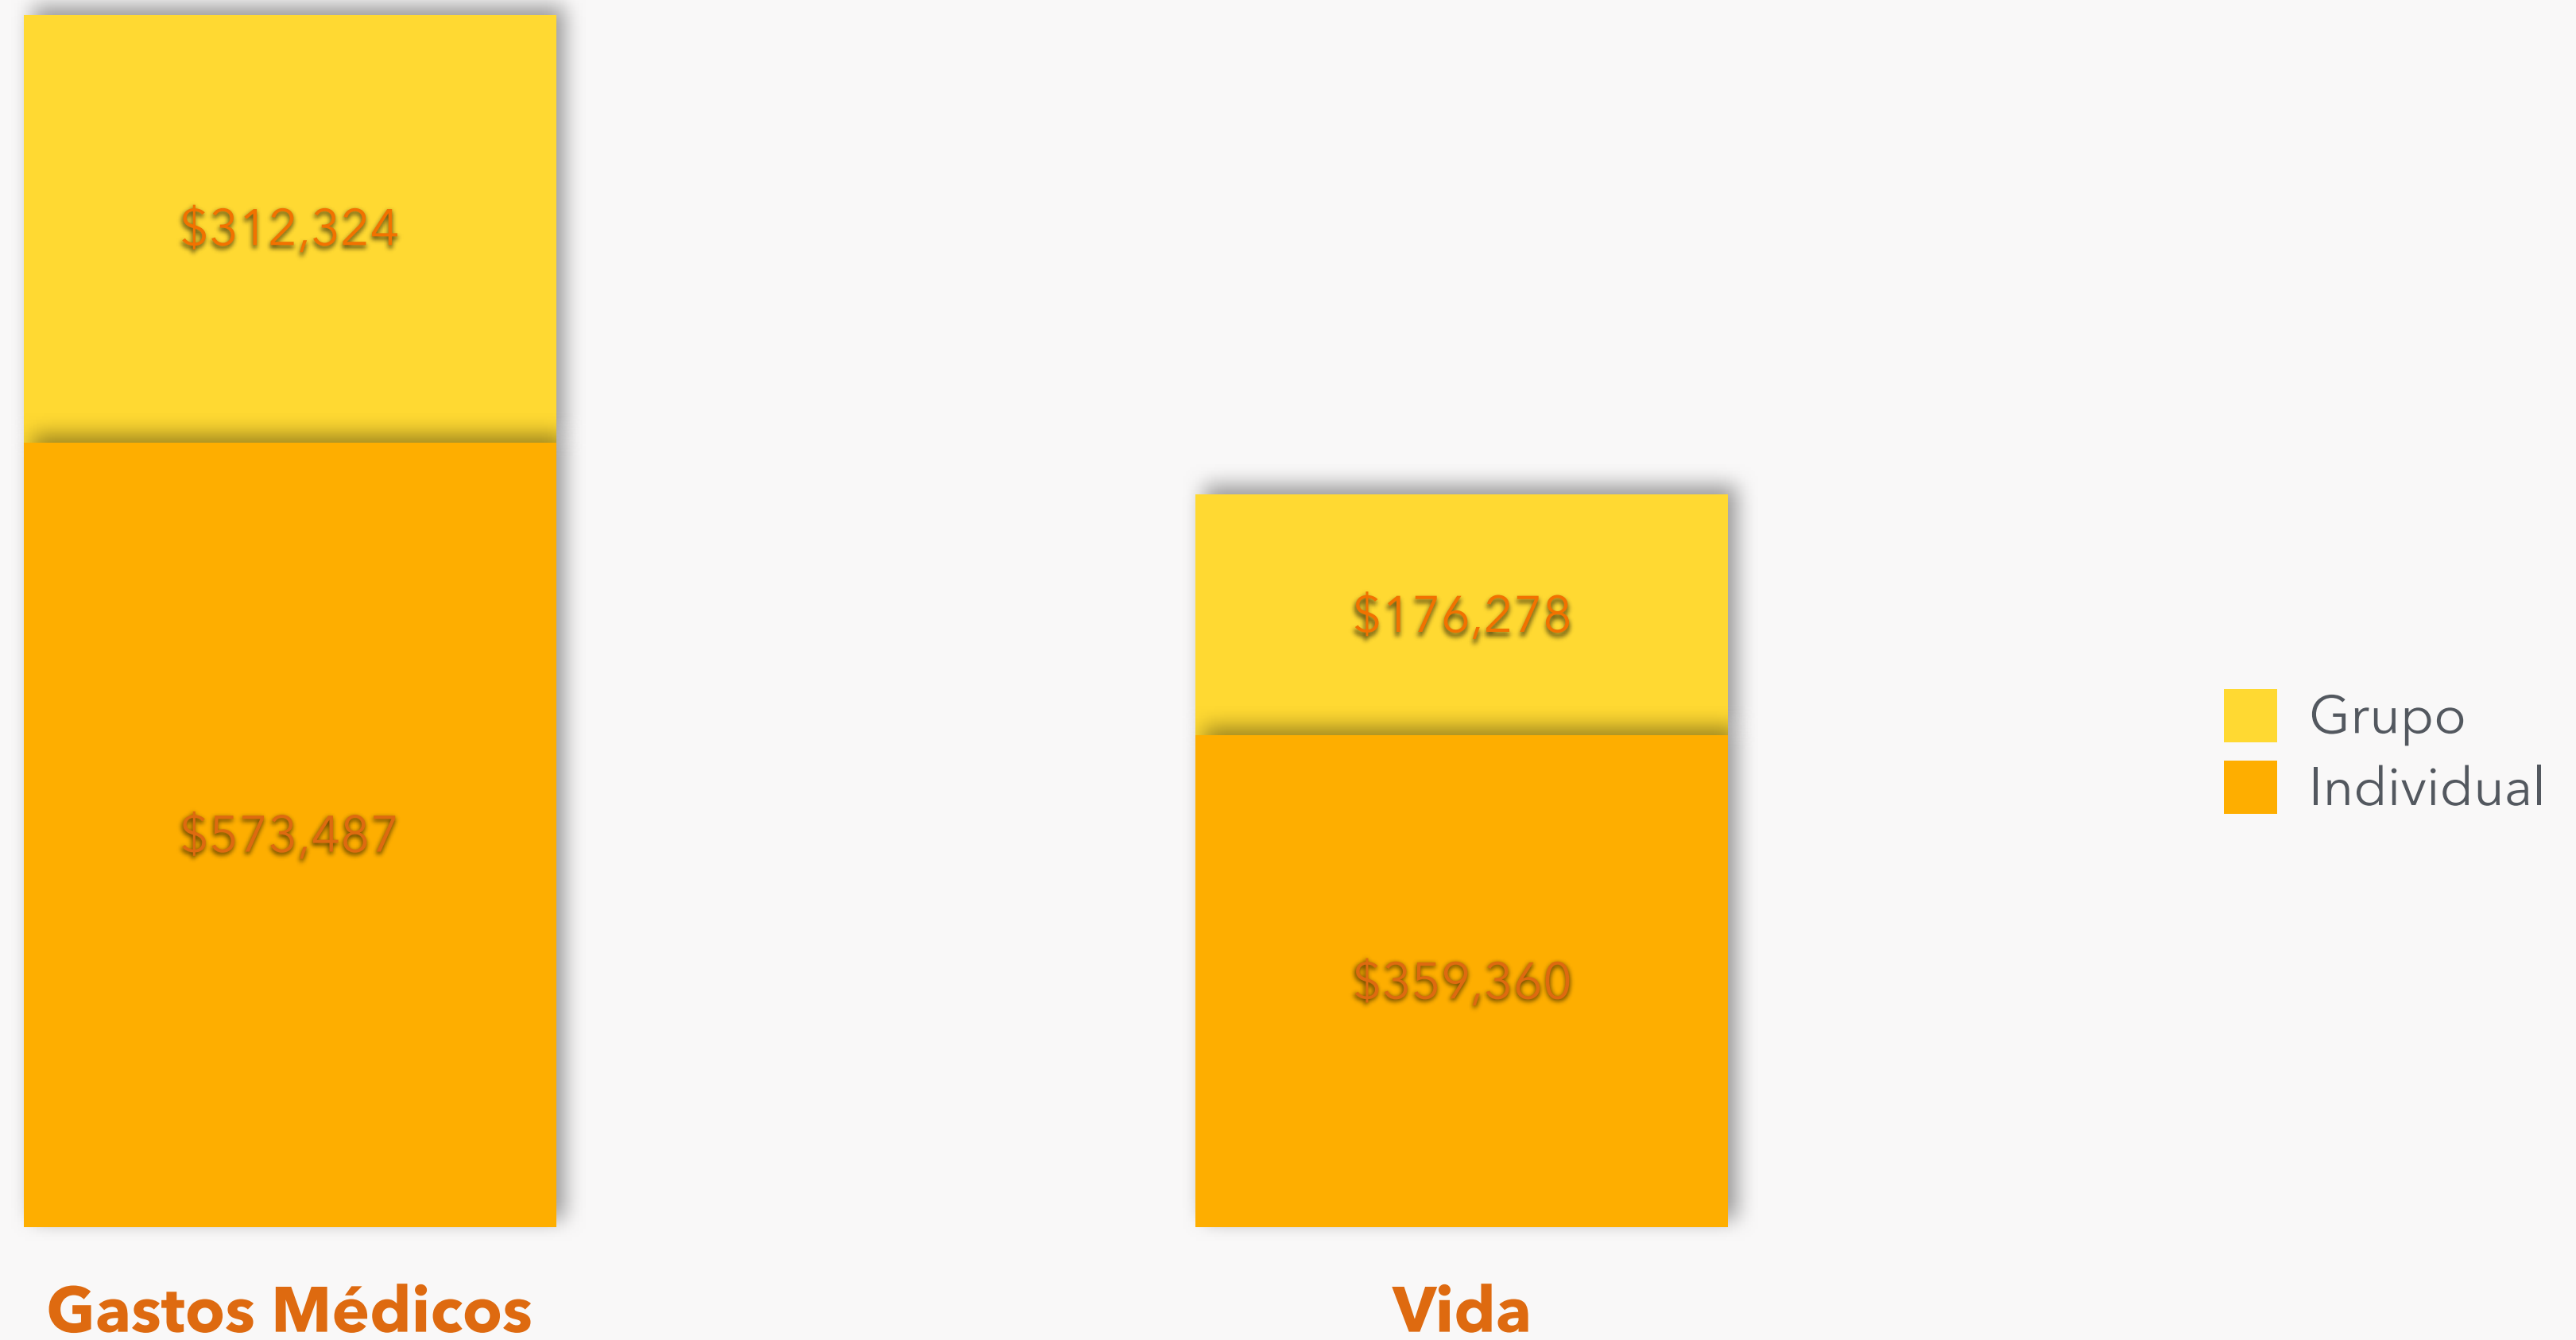 $312,324
$573,487
Gastos Médicos
$176,278
$359,360
Vida
Grupo
Individual